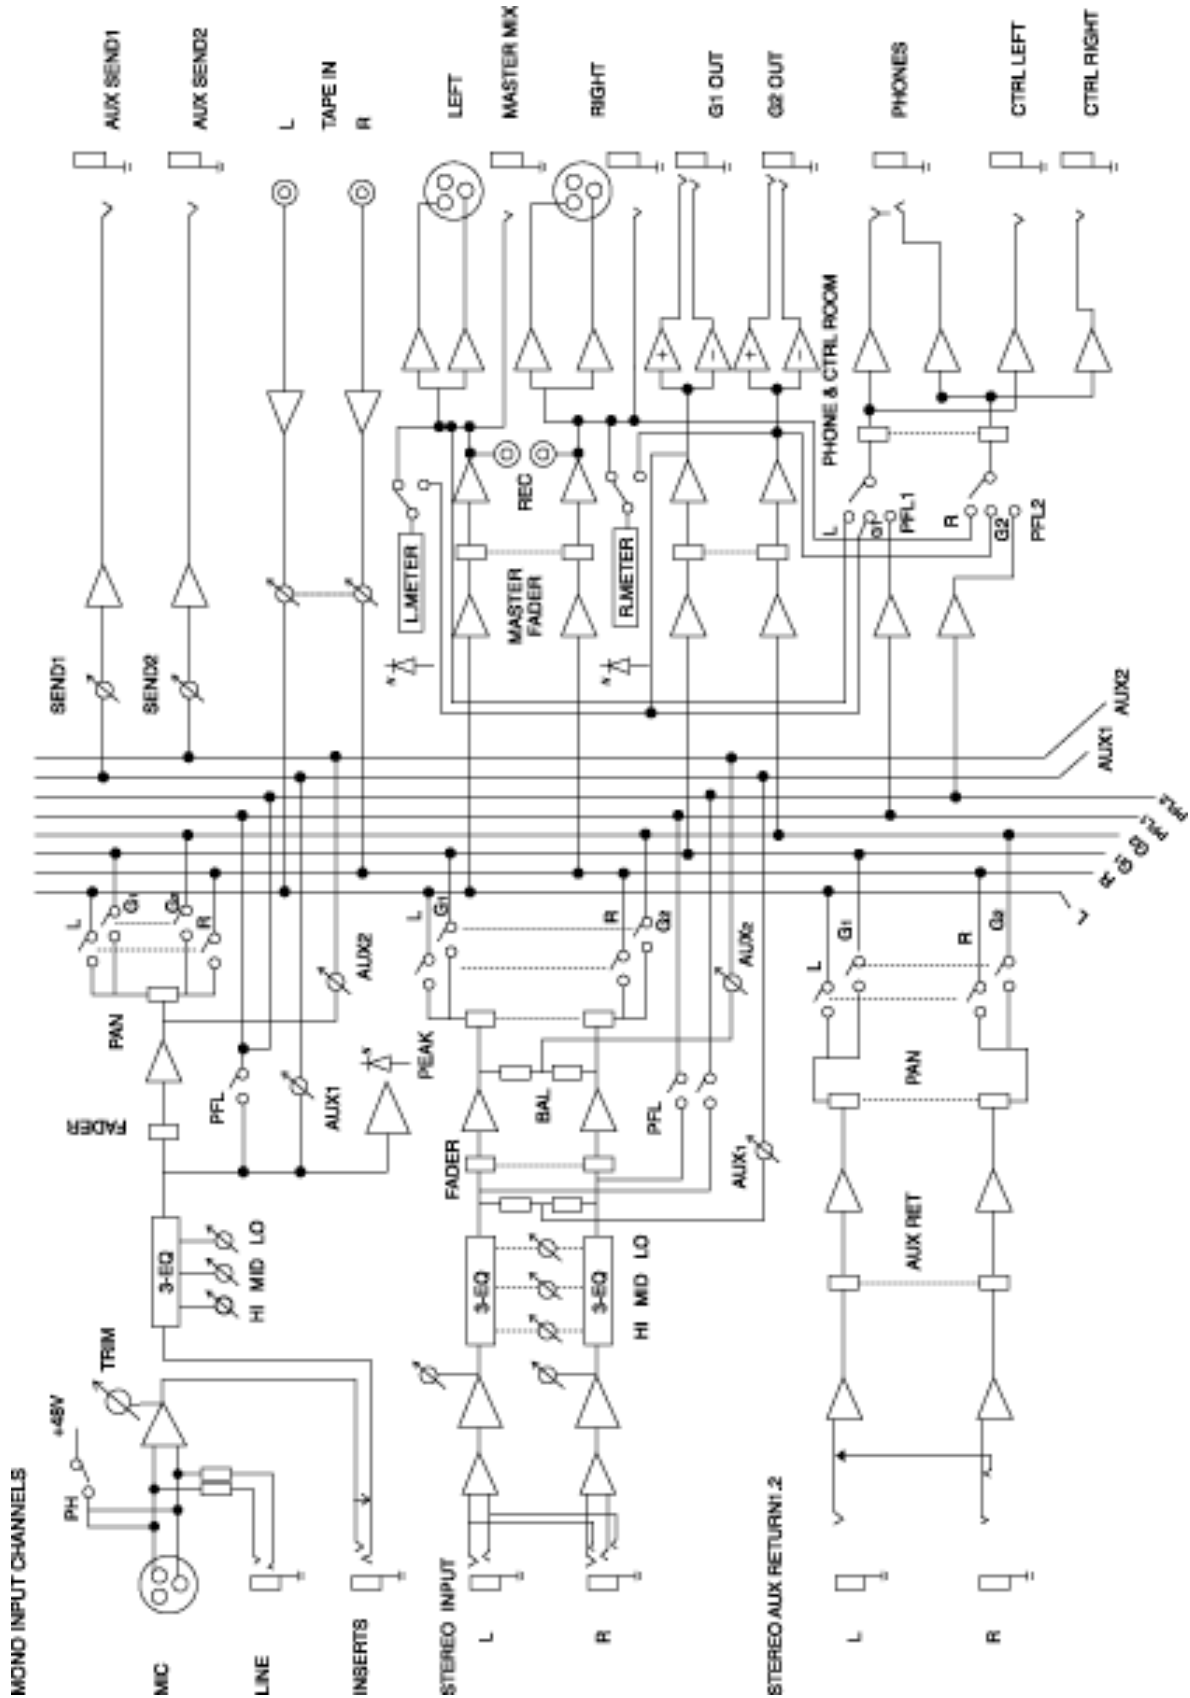 MONO INPUT CHANNELS
MIC
LINE
INSERTS
PH
+48V
TRIM
3-EQ
HI MID LO
FADER
PAN
PFL
AUX1
AUX2
PEAK
L
G1
G2
R
STEREO INPUT
L
R
3-EQ
3-EQ
HI MID LO
FADER
BAL
PFL
AUX1
AUX2
L
G1
R
G2
STEREO AUX RETURN1,2
L
R
AUX RET
PAN
L
G1
R
G2
L
R
G1
G2
PFL1
PFL2
AUX1
AUX2
SEND1
SEND2
L.METER
MASTER FADER
REC
R.METER
PHONE & CTRL ROOM
L
G1
PFL1
R
G2
PFL2
+
-
+
-
AUX SEND1
AUX SEND2
L
TAPE IN
R
LEFT
MASTER MIX
RIGHT
G1 OUT
G2 OUT
PHONES
CTRL LEFT
CTRL RIGHT